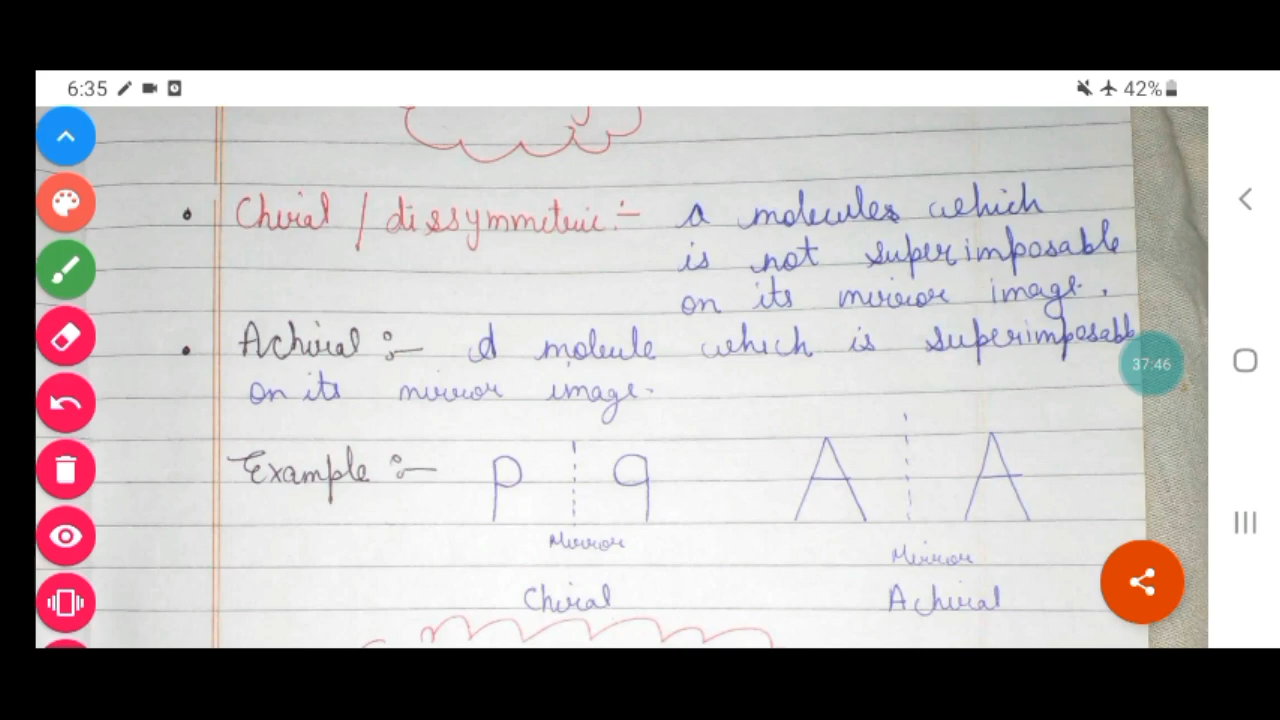 6:35 42%
Chiral / dissymmetric :- a molecules which
is not superimposable
on its mirror image.
Achiral :- A molecule which is superimposable
37:46
on its mirror image.
Example :- P q A A
Mirror Mirror
Chiral Achiral